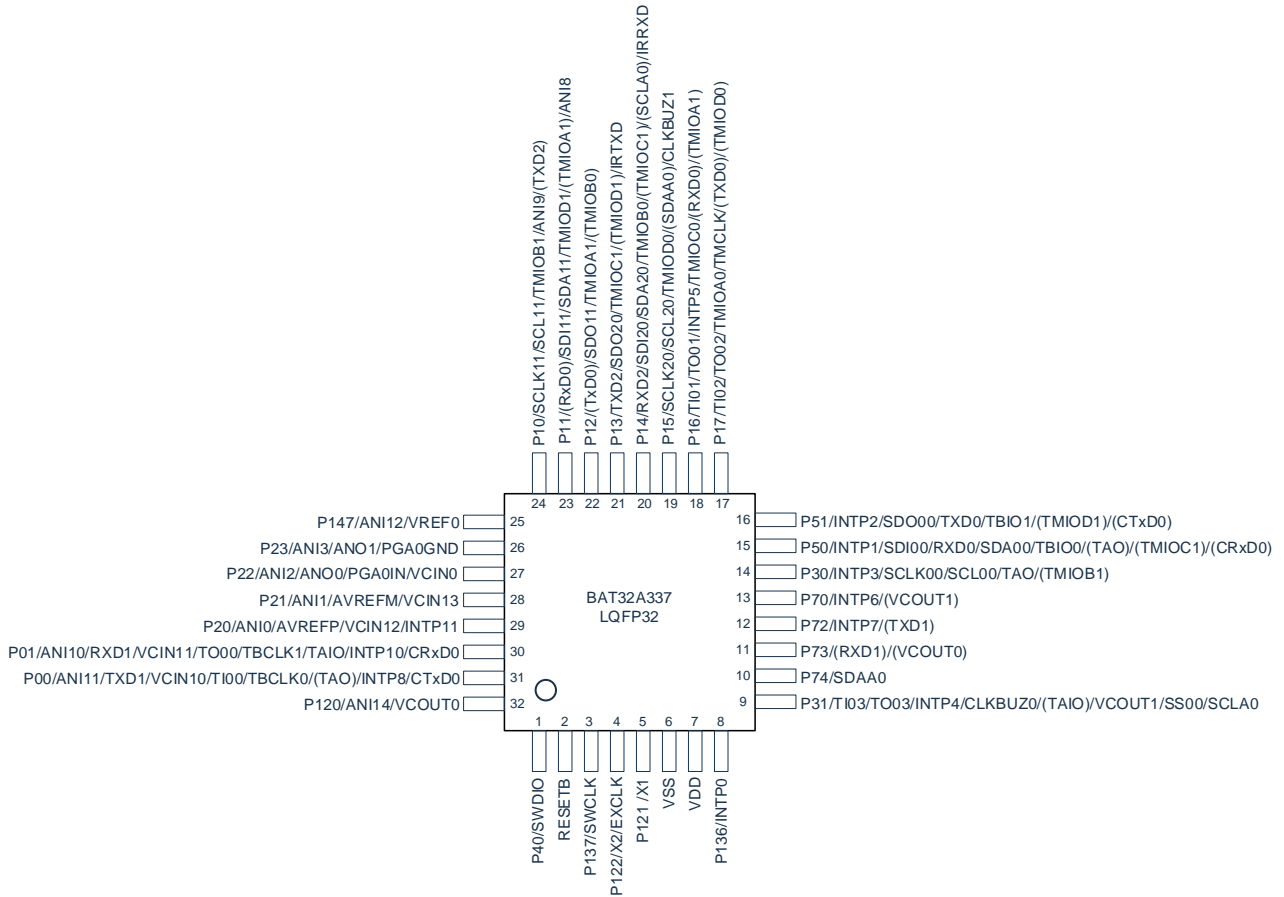 P10/SCLK11/SCL11/TMIOB1/ANI9/(TXD2)
P11/(RxD0)/SDI11/SDA11/TMIOD1/(TMIOA1)/ANI8
P12/(TxD0)/SDO11/TMIOA1/(TMIOB0)
P13/TXD2/SDO20/TMIOC1/(TMIOD1)/IRTXD
P14/RXD2/SDI20/SDA20/TMIOB0/(TMIOC1)/(SCLA0)/IRRXD
P15/SCLK20/SCL20/TMIOD0/(SDAA0)/CLKBUZ1
P16/TI01/TO01/INTP5/TMIOC0/(RXD0)/(TMIOA1)
P17/TI02/TO02/TMIOA0/TMCLK/(TXD0)/(TMIOD0)
24 23 22 21 20 19 18 17
P147/ANI12/VREF0 25
P23/ANI3/ANO1/PGA0GND 26
P22/ANI2/ANO0/PGA0IN/VCIN0 27
P21/ANI1/AVREFM/VCIN13 28
P20/ANI0/AVREFP/VCIN12/INTP11 29
P01/ANI10/RXD1/VCIN11/TO00/TBCLK1/TAIO/INTP10/CRxD0 30
P00/ANI11/TXD1/VCIN10/TI00/TBCLK0/(TAO)/INTP8/CTxD0 31
P120/ANI14/VCOUT0 32
BAT32A337
LQFP32
16 P51/INTP2/SDO00/TXD0/TBIO1/(TMIOD1)/(CTxD0)
15 P50/INTP1/SDI00/RXD0/SDA00/TBIO0/(TAO)/(TMIOC1)/(CRxD0)
14 P30/INTP3/SCLK00/SCL00/TAO/(TMIOB1)
13 P70/INTP6/(VCOUT1)
12 P72/INTP7/(TXD1)
11 P73/(RXD1)/(VCOUT0)
10 P74/SDAA0
9 P31/TI03/TO03/INTP4/CLKBUZ0/(TAIO)/VCOUT1/SS00/SCLA0
1 2 3 4 5 6 7 8
P40/SWDIO
RESETB
P137/SWCLK
P122/X2/EXCLK
P121 /X1
VSS
VDD
P136/INTP0